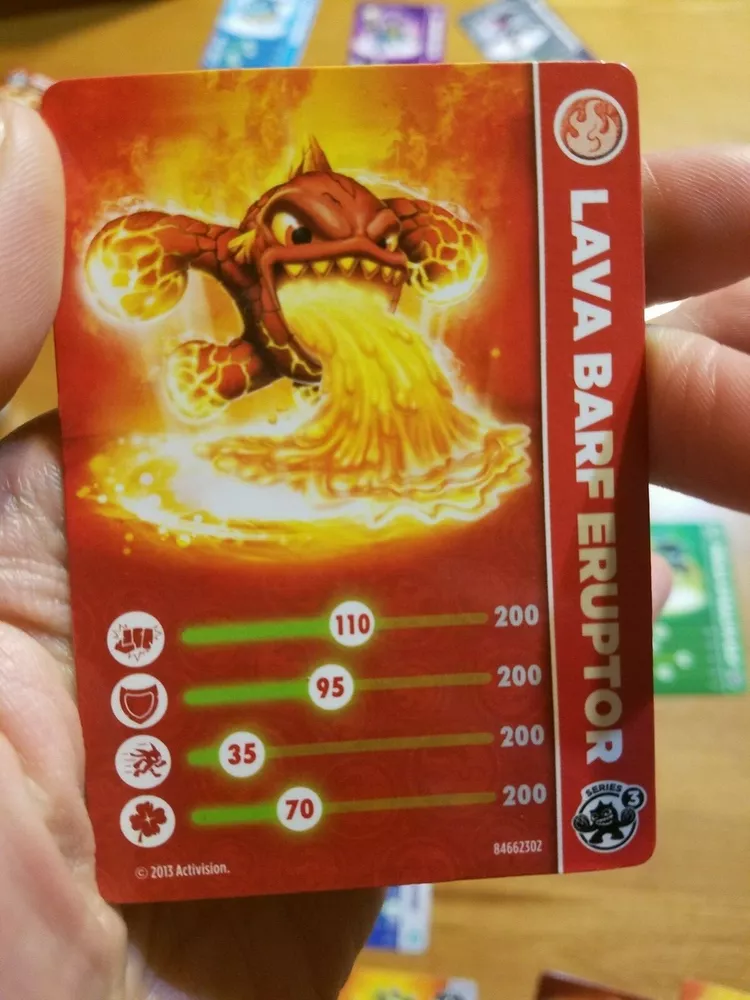 LAVA BARF ERUPTOR
110 200
95 200
35 200
70 200
SERIES 3
84662302
© 2013 Activision.